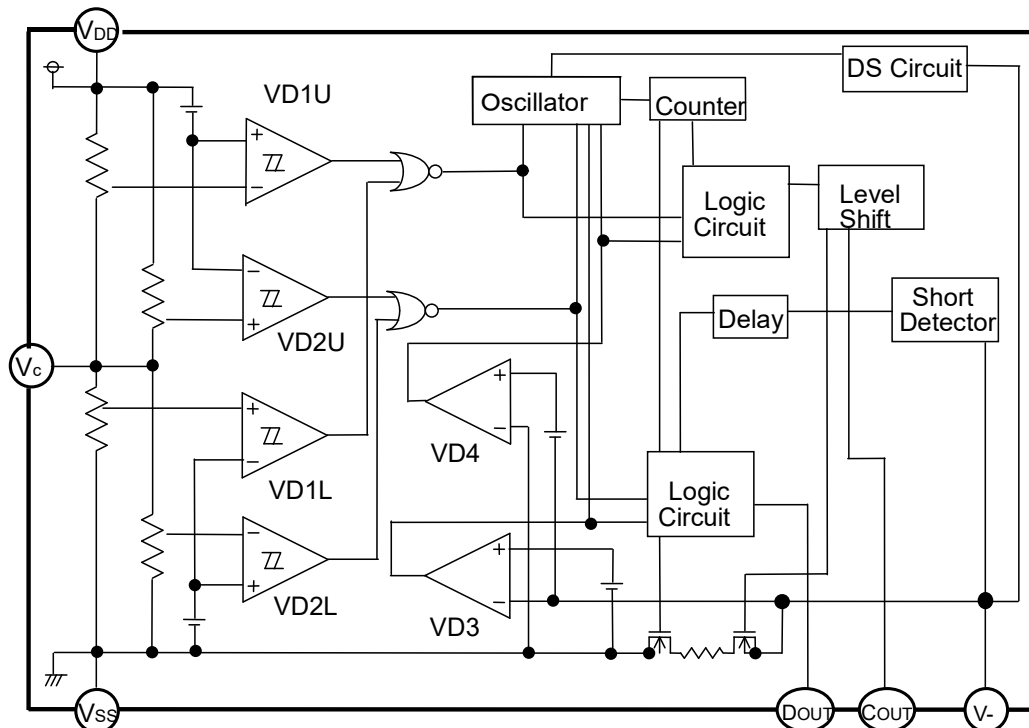 VDD
DS Circuit
VD1U
Oscillator
Counter
+
−
Logic
Circuit
Level
Shift
−
+
VD2U
Delay
Short
Detector
Vc
+
−
VD4
+
−
VD1L
Logic
Circuit
−
+
VD2L
+
−
VD3
VSS
DOUT
COUT
V-